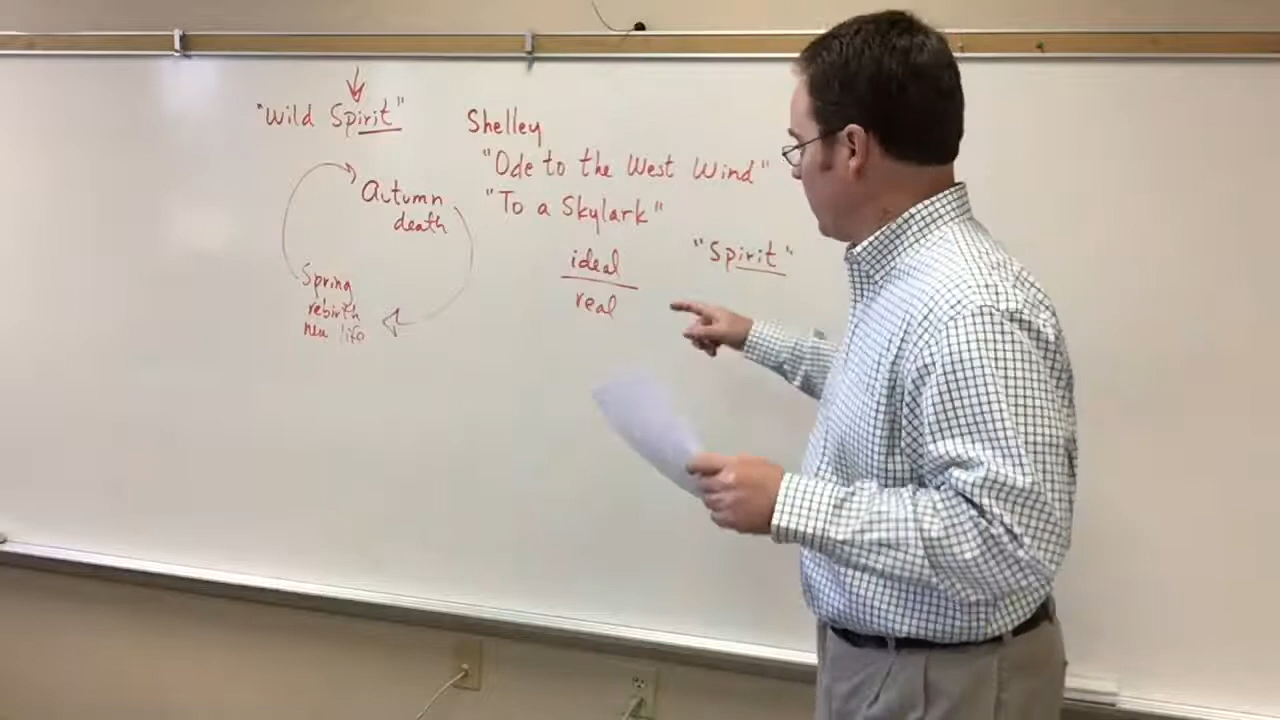 "Wild Spirit"
Autumn
death
Spring
rebirth
new life
Shelley
"Ode to the West Wind"
"To a Skylark"
ideal
real
"Spirit"